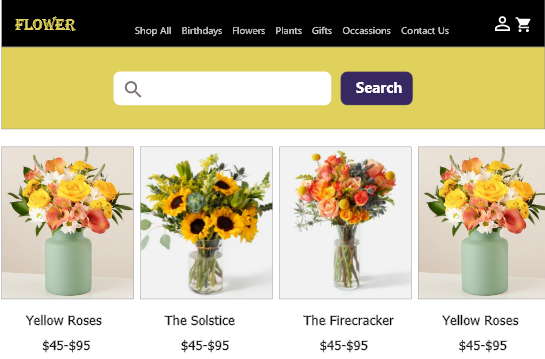 FLOWER
Shop All Birthdays Flowers Plants Gifts Occassions Contact Us
Search
Yellow Roses The Solstice The Firecracker Yellow Roses
$45-$95 $45-$95 $45-$95 $45-$95